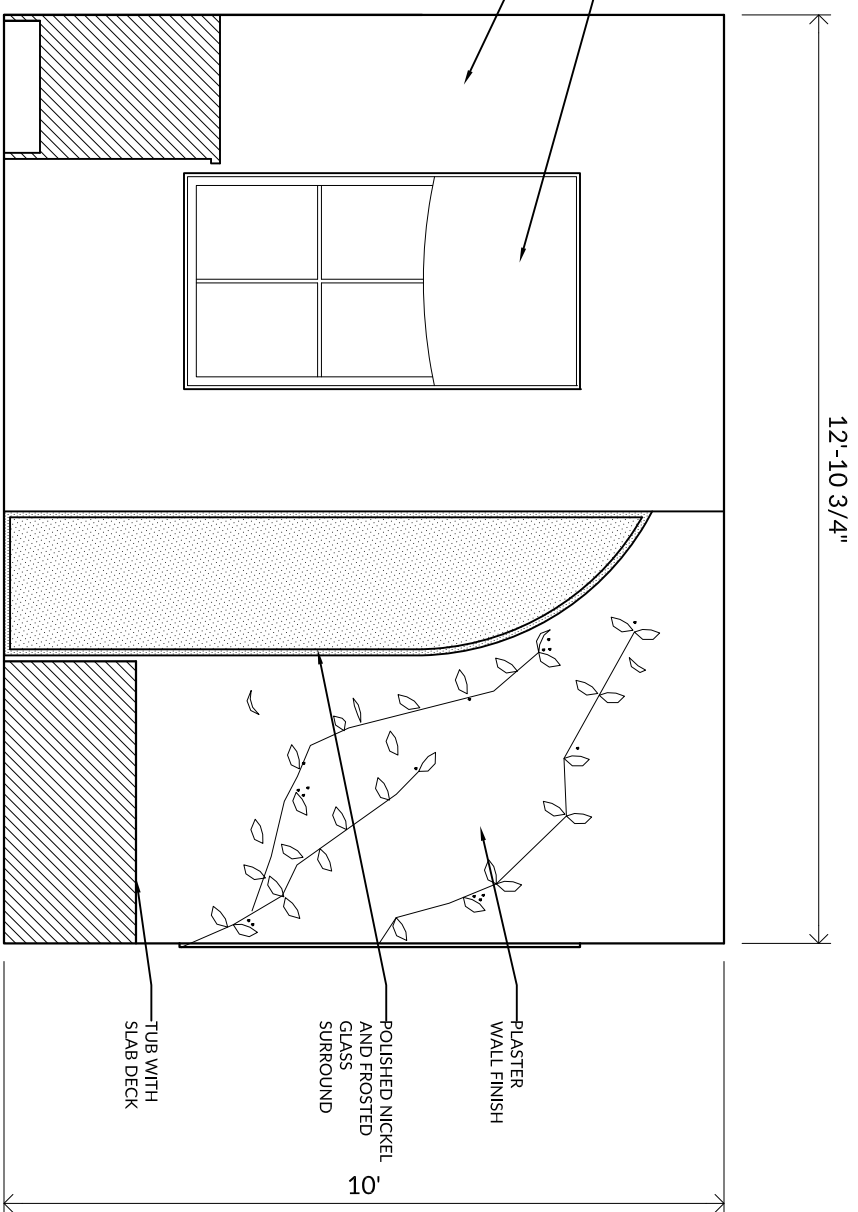 12'-10 3/4"
PLASTER
WALL FINISH
POLISHED NICKEL
AND FROSTED
GLASS
SURROUND
TUB WITH
SLAB DECK
10'